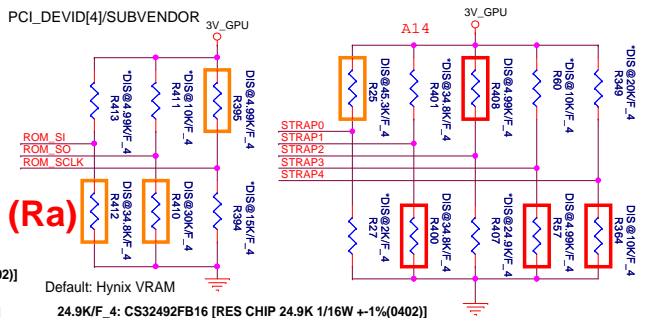 PCI_DEVID[4]/SUBVENDOR
3V_GPU
3V_GPU
A14
*DIS@4.99K/F_4
R413
*DIS@10K/F_4
R411
DIS@4.99K/F_4
R395
DIS@45.3K/F_4
R25
*DIS@34.8K/F_4
R401
DIS@4.99K/F_4
R408
*DIS@10K/F_4
R60
*DIS@20K/F_4
R349
ROM_SI
ROM_SO
ROM_SCLK
STRAP0
STRAP1
STRAP2
STRAP3
STRAP4
(Ra)
DIS@34.8K/F_4
R412
DIS@30K/F_4
R410
*DIS@15K/F_4
R394
*DIS@2K/F_4
R27
DIS@34.8K/F_4
R400
*DIS@24.9K/F_4
R407
DIS@4.99K/F_4
R57
DIS@10K/F_4
R364
02)]
Default: Hynix VRAM
]
24.9K/F_4: CS32492FB16 [RES CHIP 24.9K 1/16W +-1%(0402)]